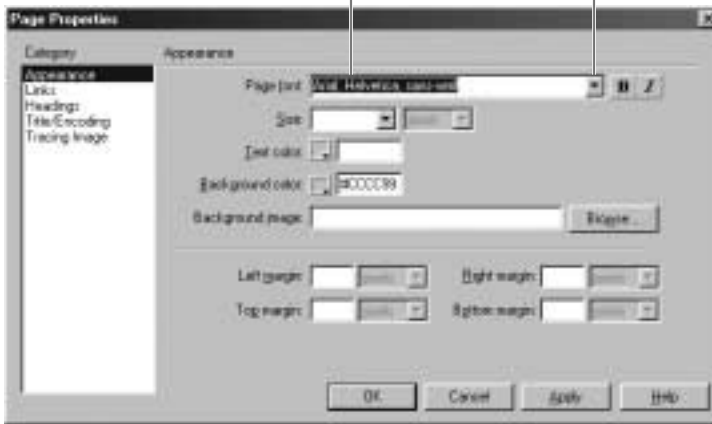 Page Properties
Category
Appearance
Links
Headings
Title/Encoding
Tracing Image
Appearance
Page font: Arial, Helvetica, sans-serif B I
Size:
Text color:
Background color: #CCCC99
Background image: Browse...
Left margin: Right margin:
Top margin: Bottom margin:
OK Cancel Apply Help